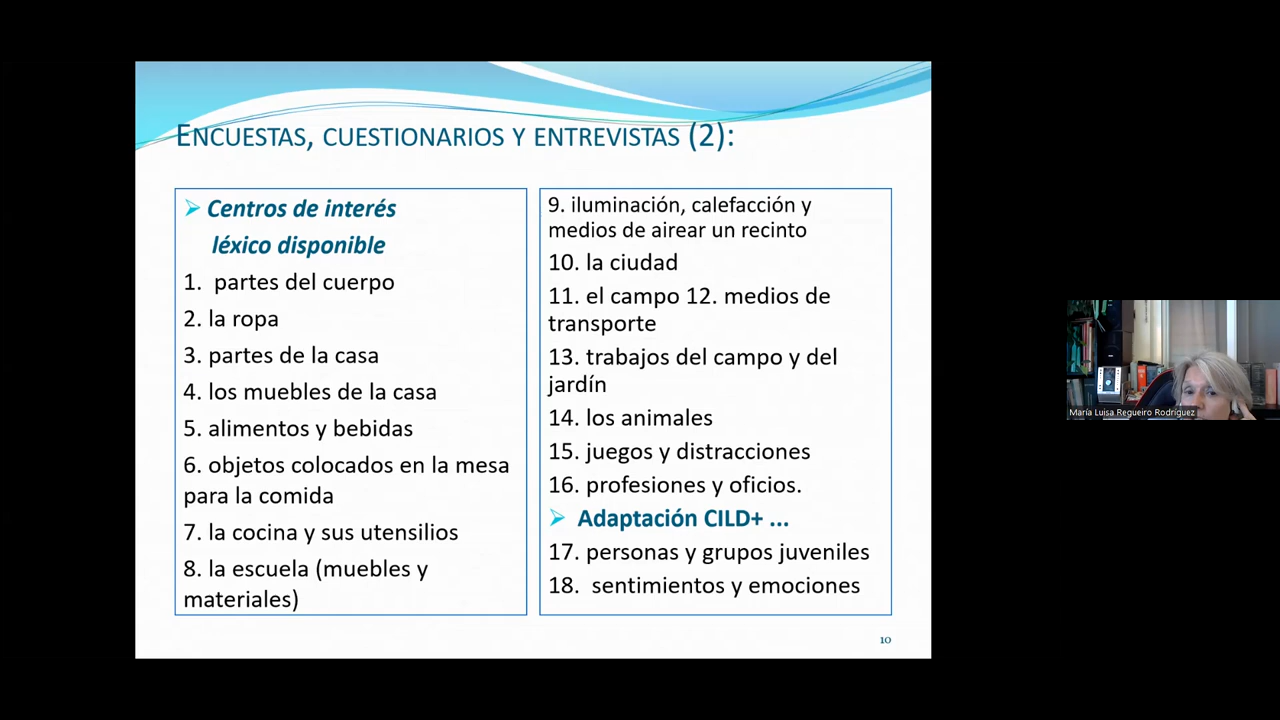 ENCUESTAS, CUESTIONARIOS Y ENTREVISTAS (2):
Centros de interés
léxico disponible
1. partes del cuerpo
2. la ropa
3. partes de la casa
4. los muebles de la casa
5. alimentos y bebidas
6. objetos colocados en la mesa
para la comida
7. la cocina y sus utensilios
8. la escuela (muebles y
materiales)
9. iluminación, calefacción y
medios de airear un recinto
10. la ciudad
11. el campo 12. medios de
transporte
13. trabajos del campo y del
jardín
14. los animales
15. juegos y distracciones
16. profesiones y oficios.
Adaptación CILD+ ...
17. personas y grupos juveniles
18. sentimientos y emociones
10
María Luisa Regueiro Rodríguez